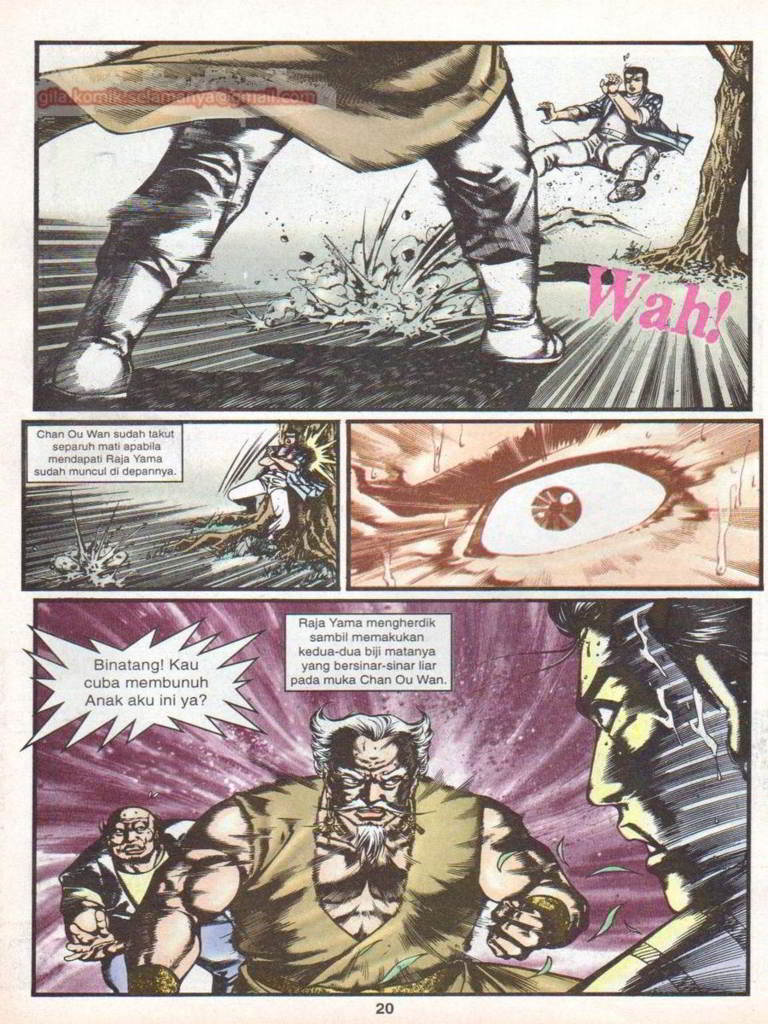 gila.komik.selamanya@gmail.com
Wah!
Chan Ou Wan sudah takut
separuh mati apabila
mendapati Raja Yama
sudah muncul di depannya.
Raja Yama mengherdik
sambil memakukan
kedua-dua biji matanya
yang bersinar-sinar liar
pada muka Chan Ou Wan.
Binatang! Kau
cuba membunuh
Anak aku ini ya?
20